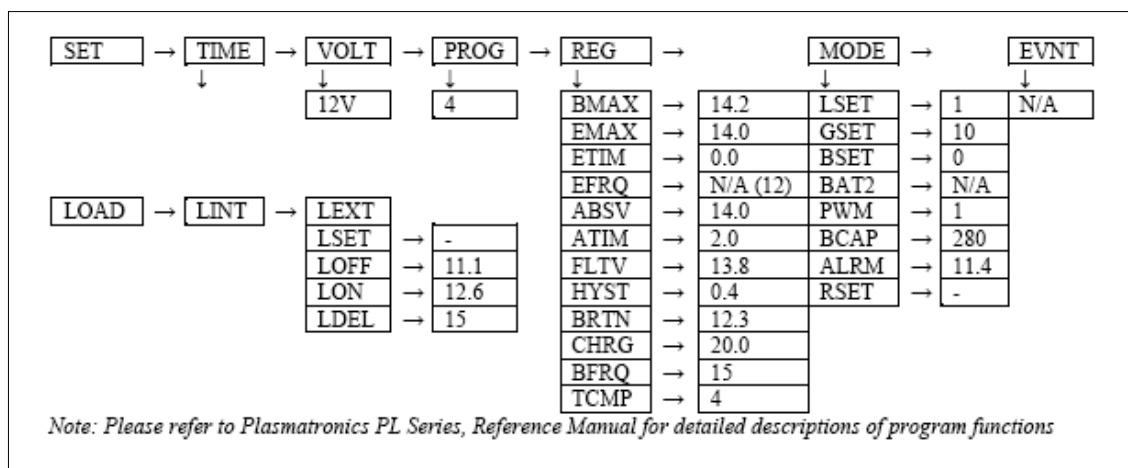 SET → TIME → VOLT → PROG → REG → MODE → EVNT
↓ ↓ ↓ ↓ ↓ ↓
12V 4 BMAX → 14.2 LSET → 1 N/A
EMAX → 14.0 GSET → 10
ETIM → 0.0 BSET → 0
EFRQ → N/A (12) BAT2 → N/A
LOAD → LINT → LEXT ABSV → 14.0 PWM → 1
LSET → - ATIM → 2.0 BCAP → 280
LOFF → 11.1 FLTV → 13.8 ALRM → 11.4
LON → 12.6 HYST → 0.4 RSET → -
LDEL → 15 BRTN → 12.3
CHRG → 20.0
BFRQ → 15
TCMP → 4
Note: Please refer to Plasmatronics PL Series, Reference Manual for detailed descriptions of program functions